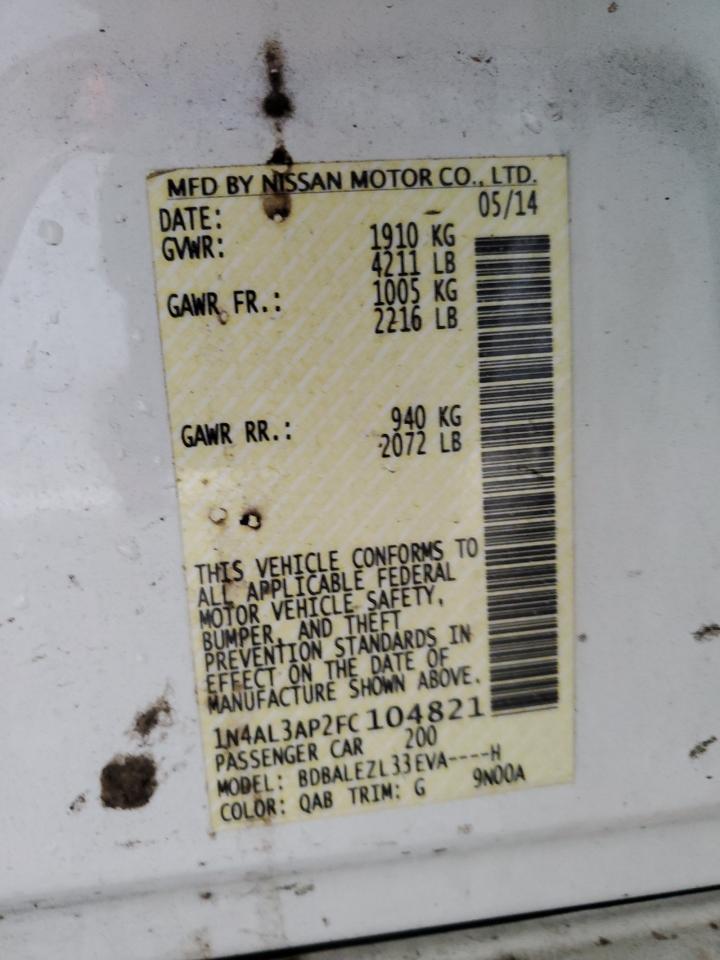 MFD BY NISSAN MOTOR CO., LTD.
DATE: 05/14
GVWR: 1910 KG
4211 LB
GAWR FR.: 1005 KG
2216 LB
GAWR RR.: 940 KG
2072 LB
THIS VEHICLE CONFORMS TO
ALL APPLICABLE FEDERAL
MOTOR VEHICLE SAFETY,
BUMPER, AND THEFT
PREVENTION STANDARDS IN
EFFECT ON THE DATE OF
MANUFACTURE SHOWN ABOVE.
1N4AL3AP2FC104821
PASSENGER CAR 200
MODEL: BDBALEZL33EVA----H
COLOR: QAB TRIM: G 9N00A